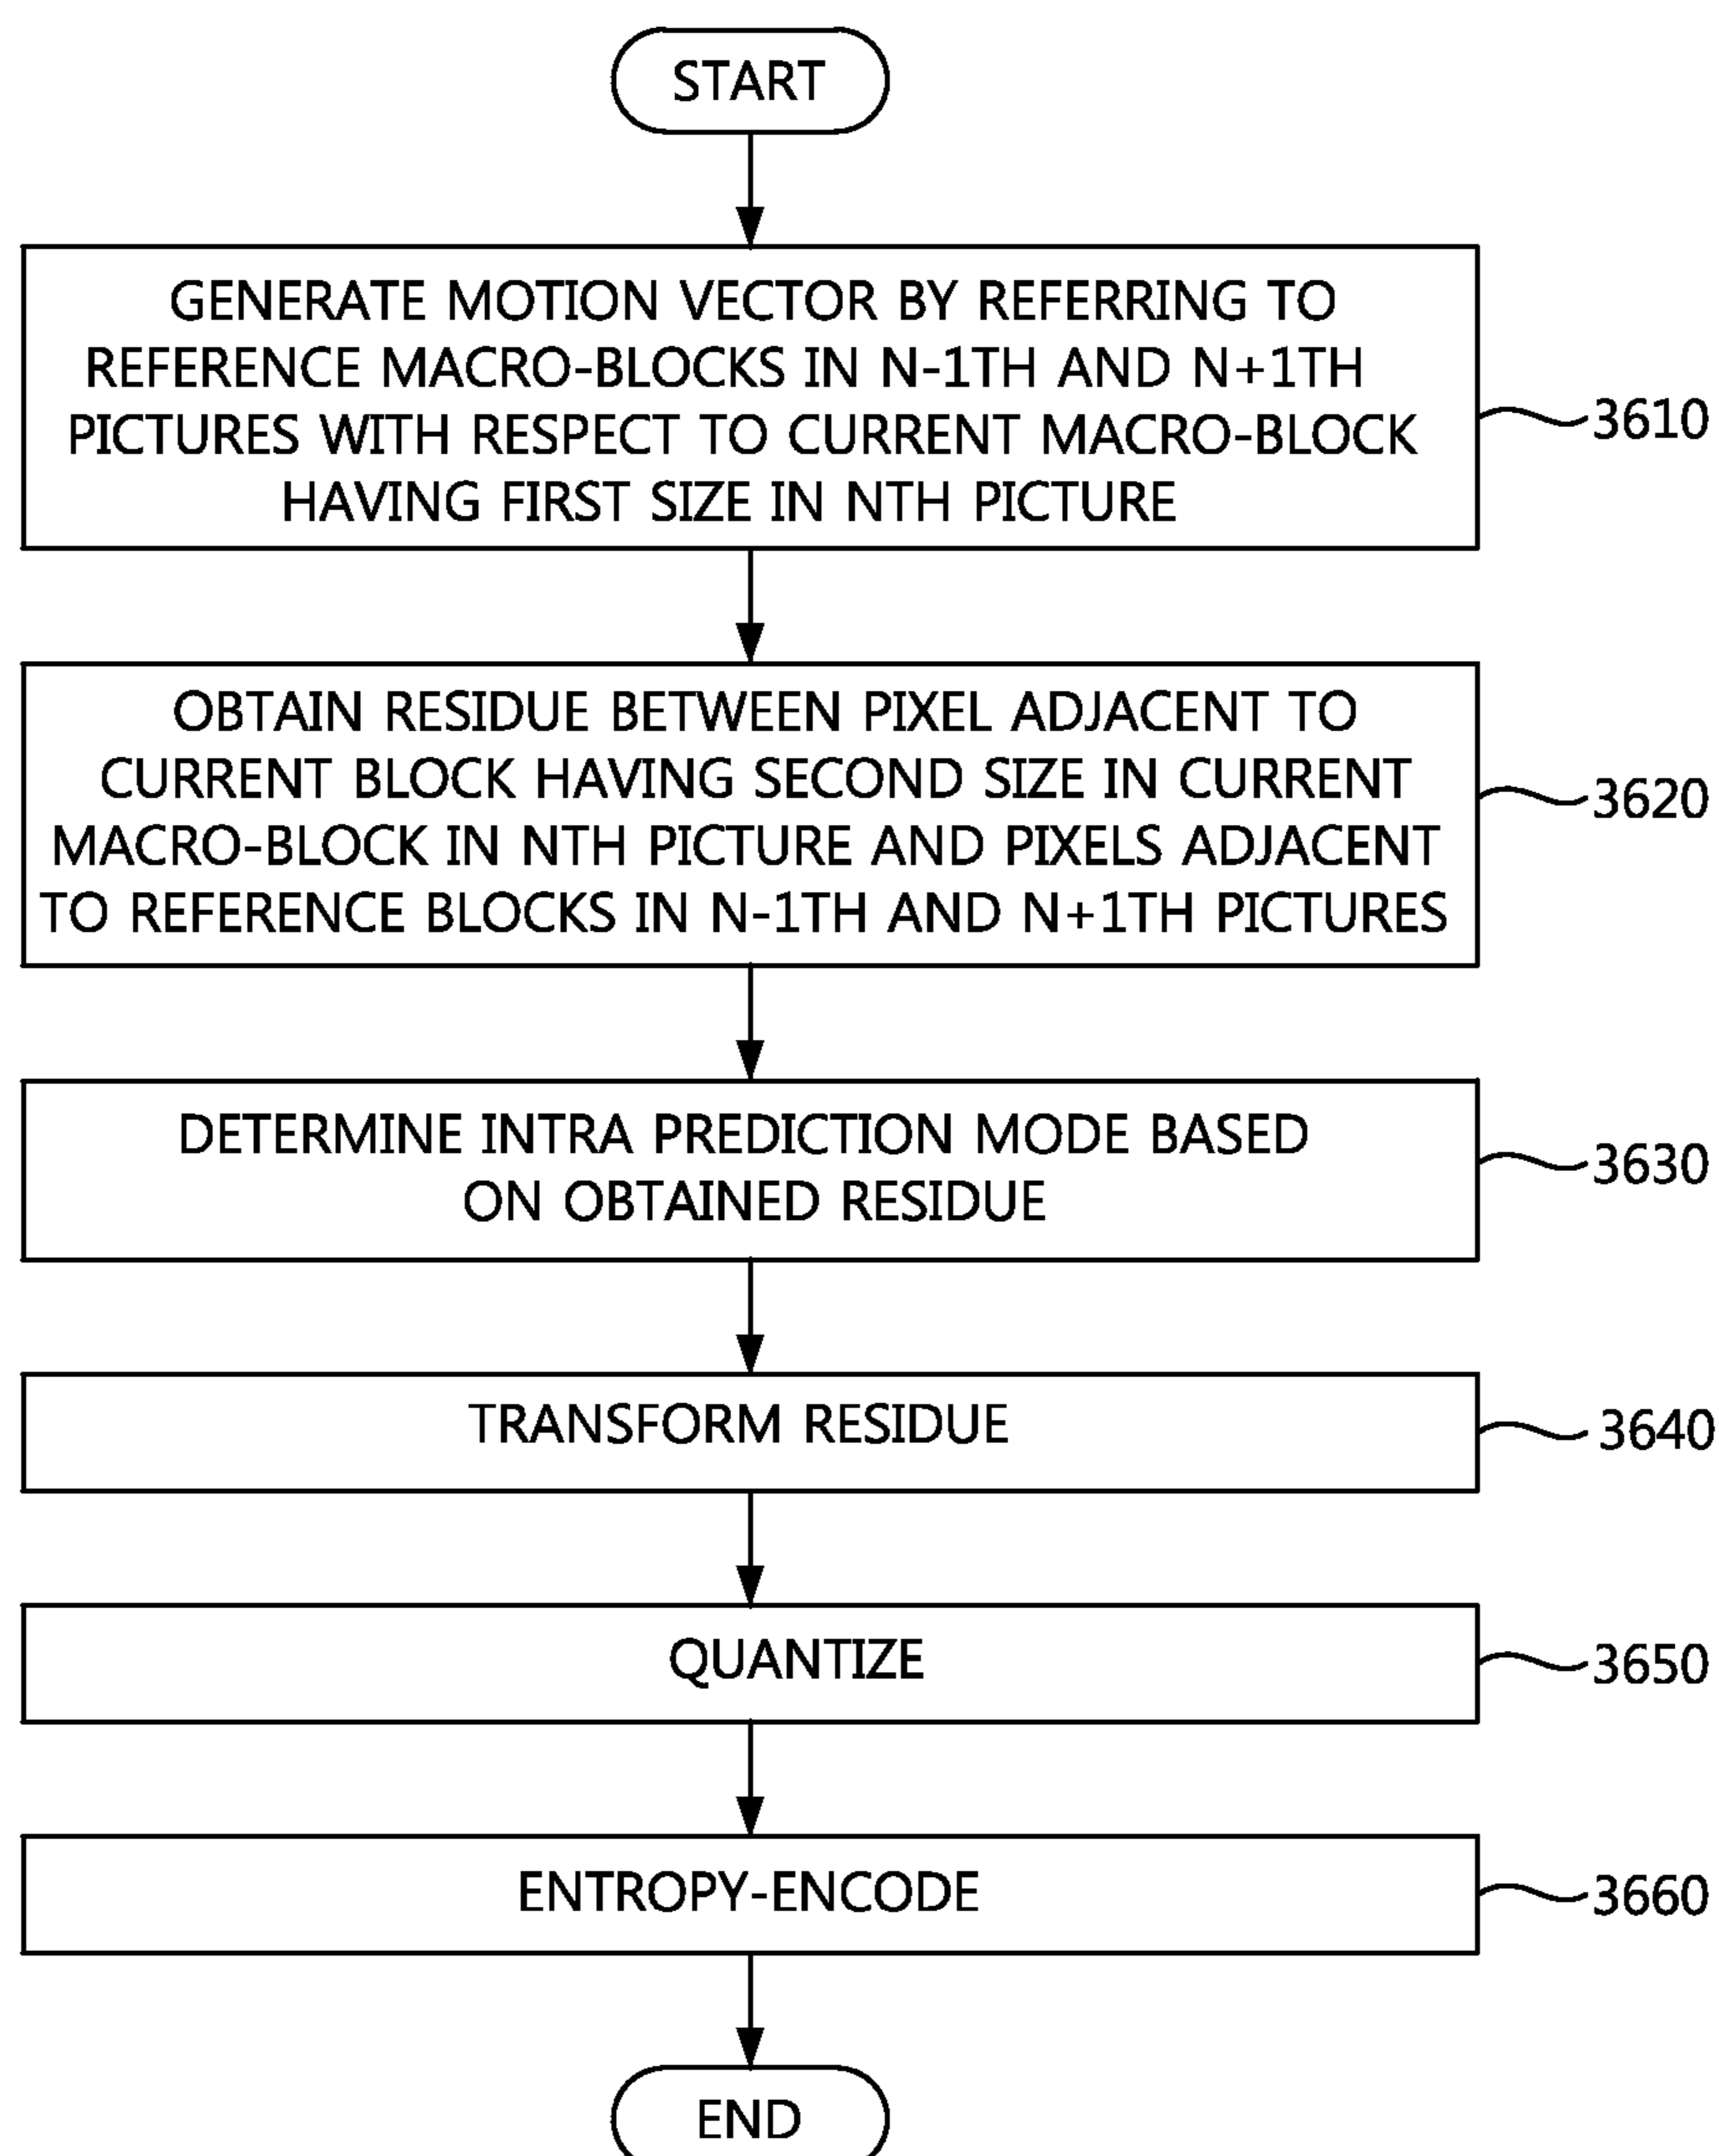 START
GENERATE MOTION VECTOR BY REFERRING TO
REFERENCE MACRO-BLOCKS IN N-1TH AND N+1TH
PICTURES WITH RESPECT TO CURRENT MACRO-BLOCK
HAVING FIRST SIZE IN NTH PICTURE
3610
OBTAIN RESIDUE BETWEEN PIXEL ADJACENT TO
CURRENT BLOCK HAVING SECOND SIZE IN CURRENT
MACRO-BLOCK IN NTH PICTURE AND PIXELS ADJACENT
TO REFERENCE BLOCKS IN N-1TH AND N+1TH PICTURES
3620
DETERMINE INTRA PREDICTION MODE BASED
ON OBTAINED RESIDUE
3630
TRANSFORM RESIDUE
3640
QUANTIZE
3650
ENTROPY-ENCODE
3660
END